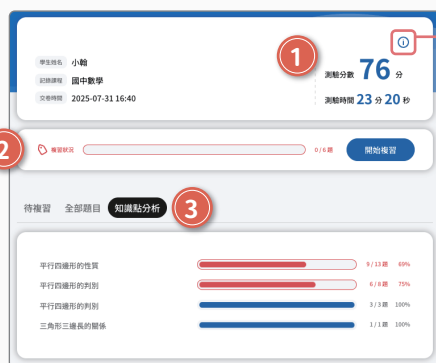 學生姓名 小翰
記錄課程 國中數學
交卷時間 2025-07-31 16:40
1
測驗分數 76 分
測驗時間 23 分 20 秒
2
複習狀況 0/6題 開始複習
待複習 全部題目 知識點分析 3
平行四邊形的性質 9/13題 69%
平行四邊形的判別 6/8題 75%
平行四邊形的判別 3/3題 100%
三角形三邊長的關係 1/1題 100%